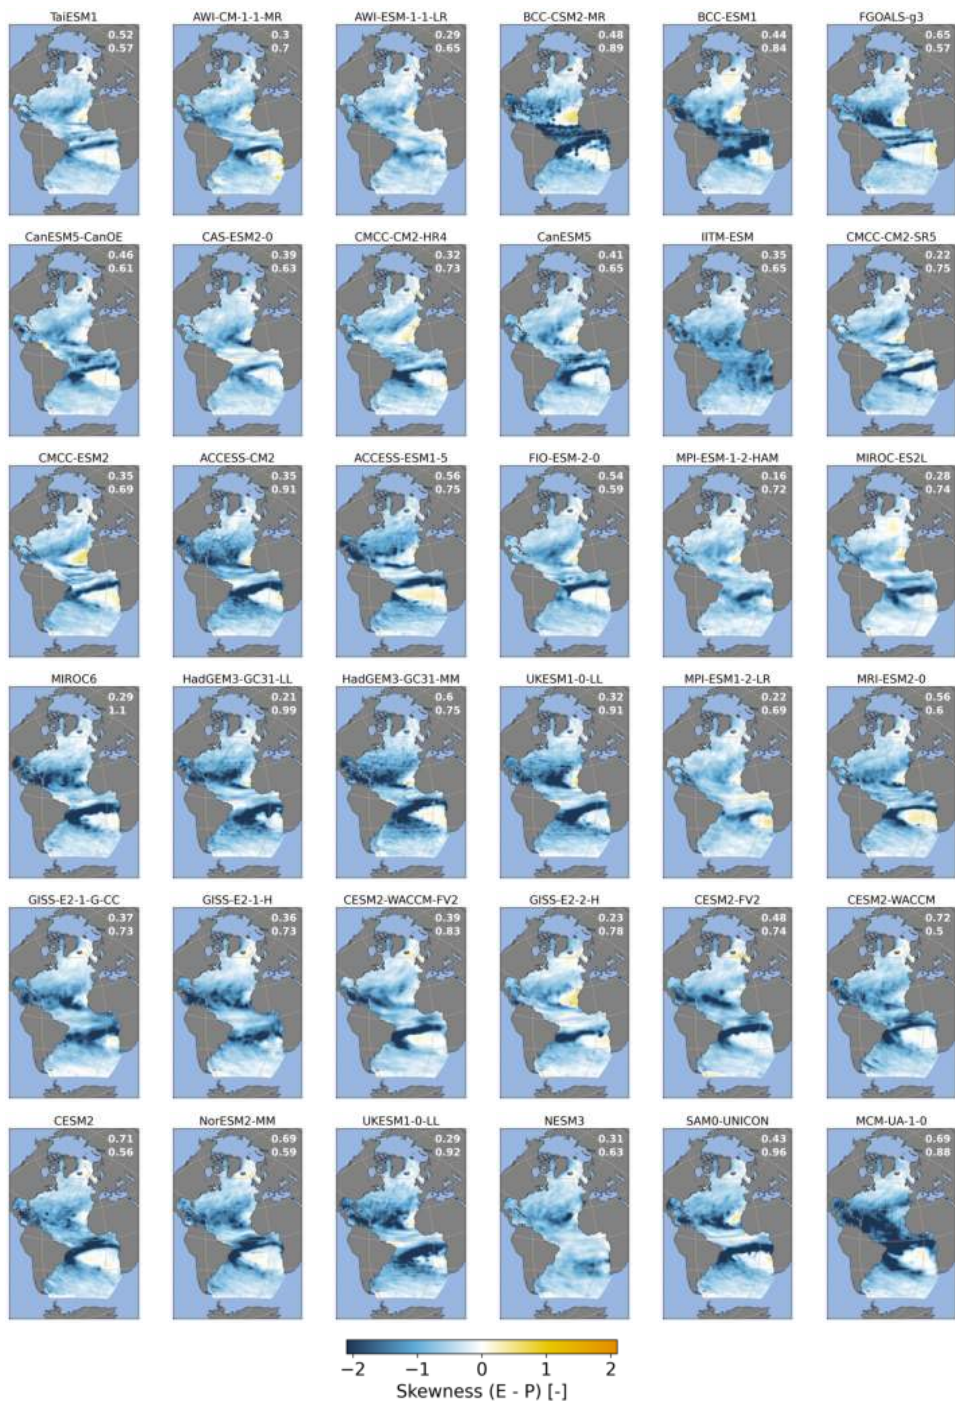 TaiESM1 AWI-CM-1-1-MR AWI-ESM-1-1-LR BCC-CSM2-MR BCC-ESM1 FGOALS-g3
0.52 0.3 0.29 0.48 0.44 0.65
0.57 0.7 0.65 0.89 0.84 0.57
CanESM5-CanOE CAS-ESM2-0 CMCC-CM2-HR4 CanESM5 IITM-ESM CMCC-CM2-SR5
0.46 0.39 0.32 0.41 0.35 0.22
0.61 0.63 0.73 0.65 0.65 0.75
CMCC-ESM2 ACCESS-CM2 ACCESS-ESM1-5 FIO-ESM-2-0 MPI-ESM-1-2-HAM MIROC-ES2L
0.35 0.35 0.56 0.54 0.16 0.28
0.69 0.91 0.75 0.59 0.72 0.74
MIROC6 HadGEM3-GC31-LL HadGEM3-GC31-MM UKESM1-0-LL MPI-ESM1-2-LR MRI-ESM2-0
0.29 0.21 0.6 0.32 0.22 0.56
1.1 0.99 0.75 0.91 0.69 0.6
GISS-E2-1-G-CC GISS-E2-1-H CESM2-WACCM-FV2 GISS-E2-2-H CESM2-FV2 CESM2-WACCM
0.37 0.36 0.39 0.23 0.48 0.72
0.73 0.73 0.83 0.78 0.74 0.5
CESM2 NorESM2-MM UKESM1-0-LL NESM3 SAM0-UNICON MCM-UA-1-0
0.71 0.69 0.29 0.31 0.43 0.69
0.56 0.59 0.92 0.63 0.96 0.88
−2 −1 0 1 2
Skewness (E - P) [-]